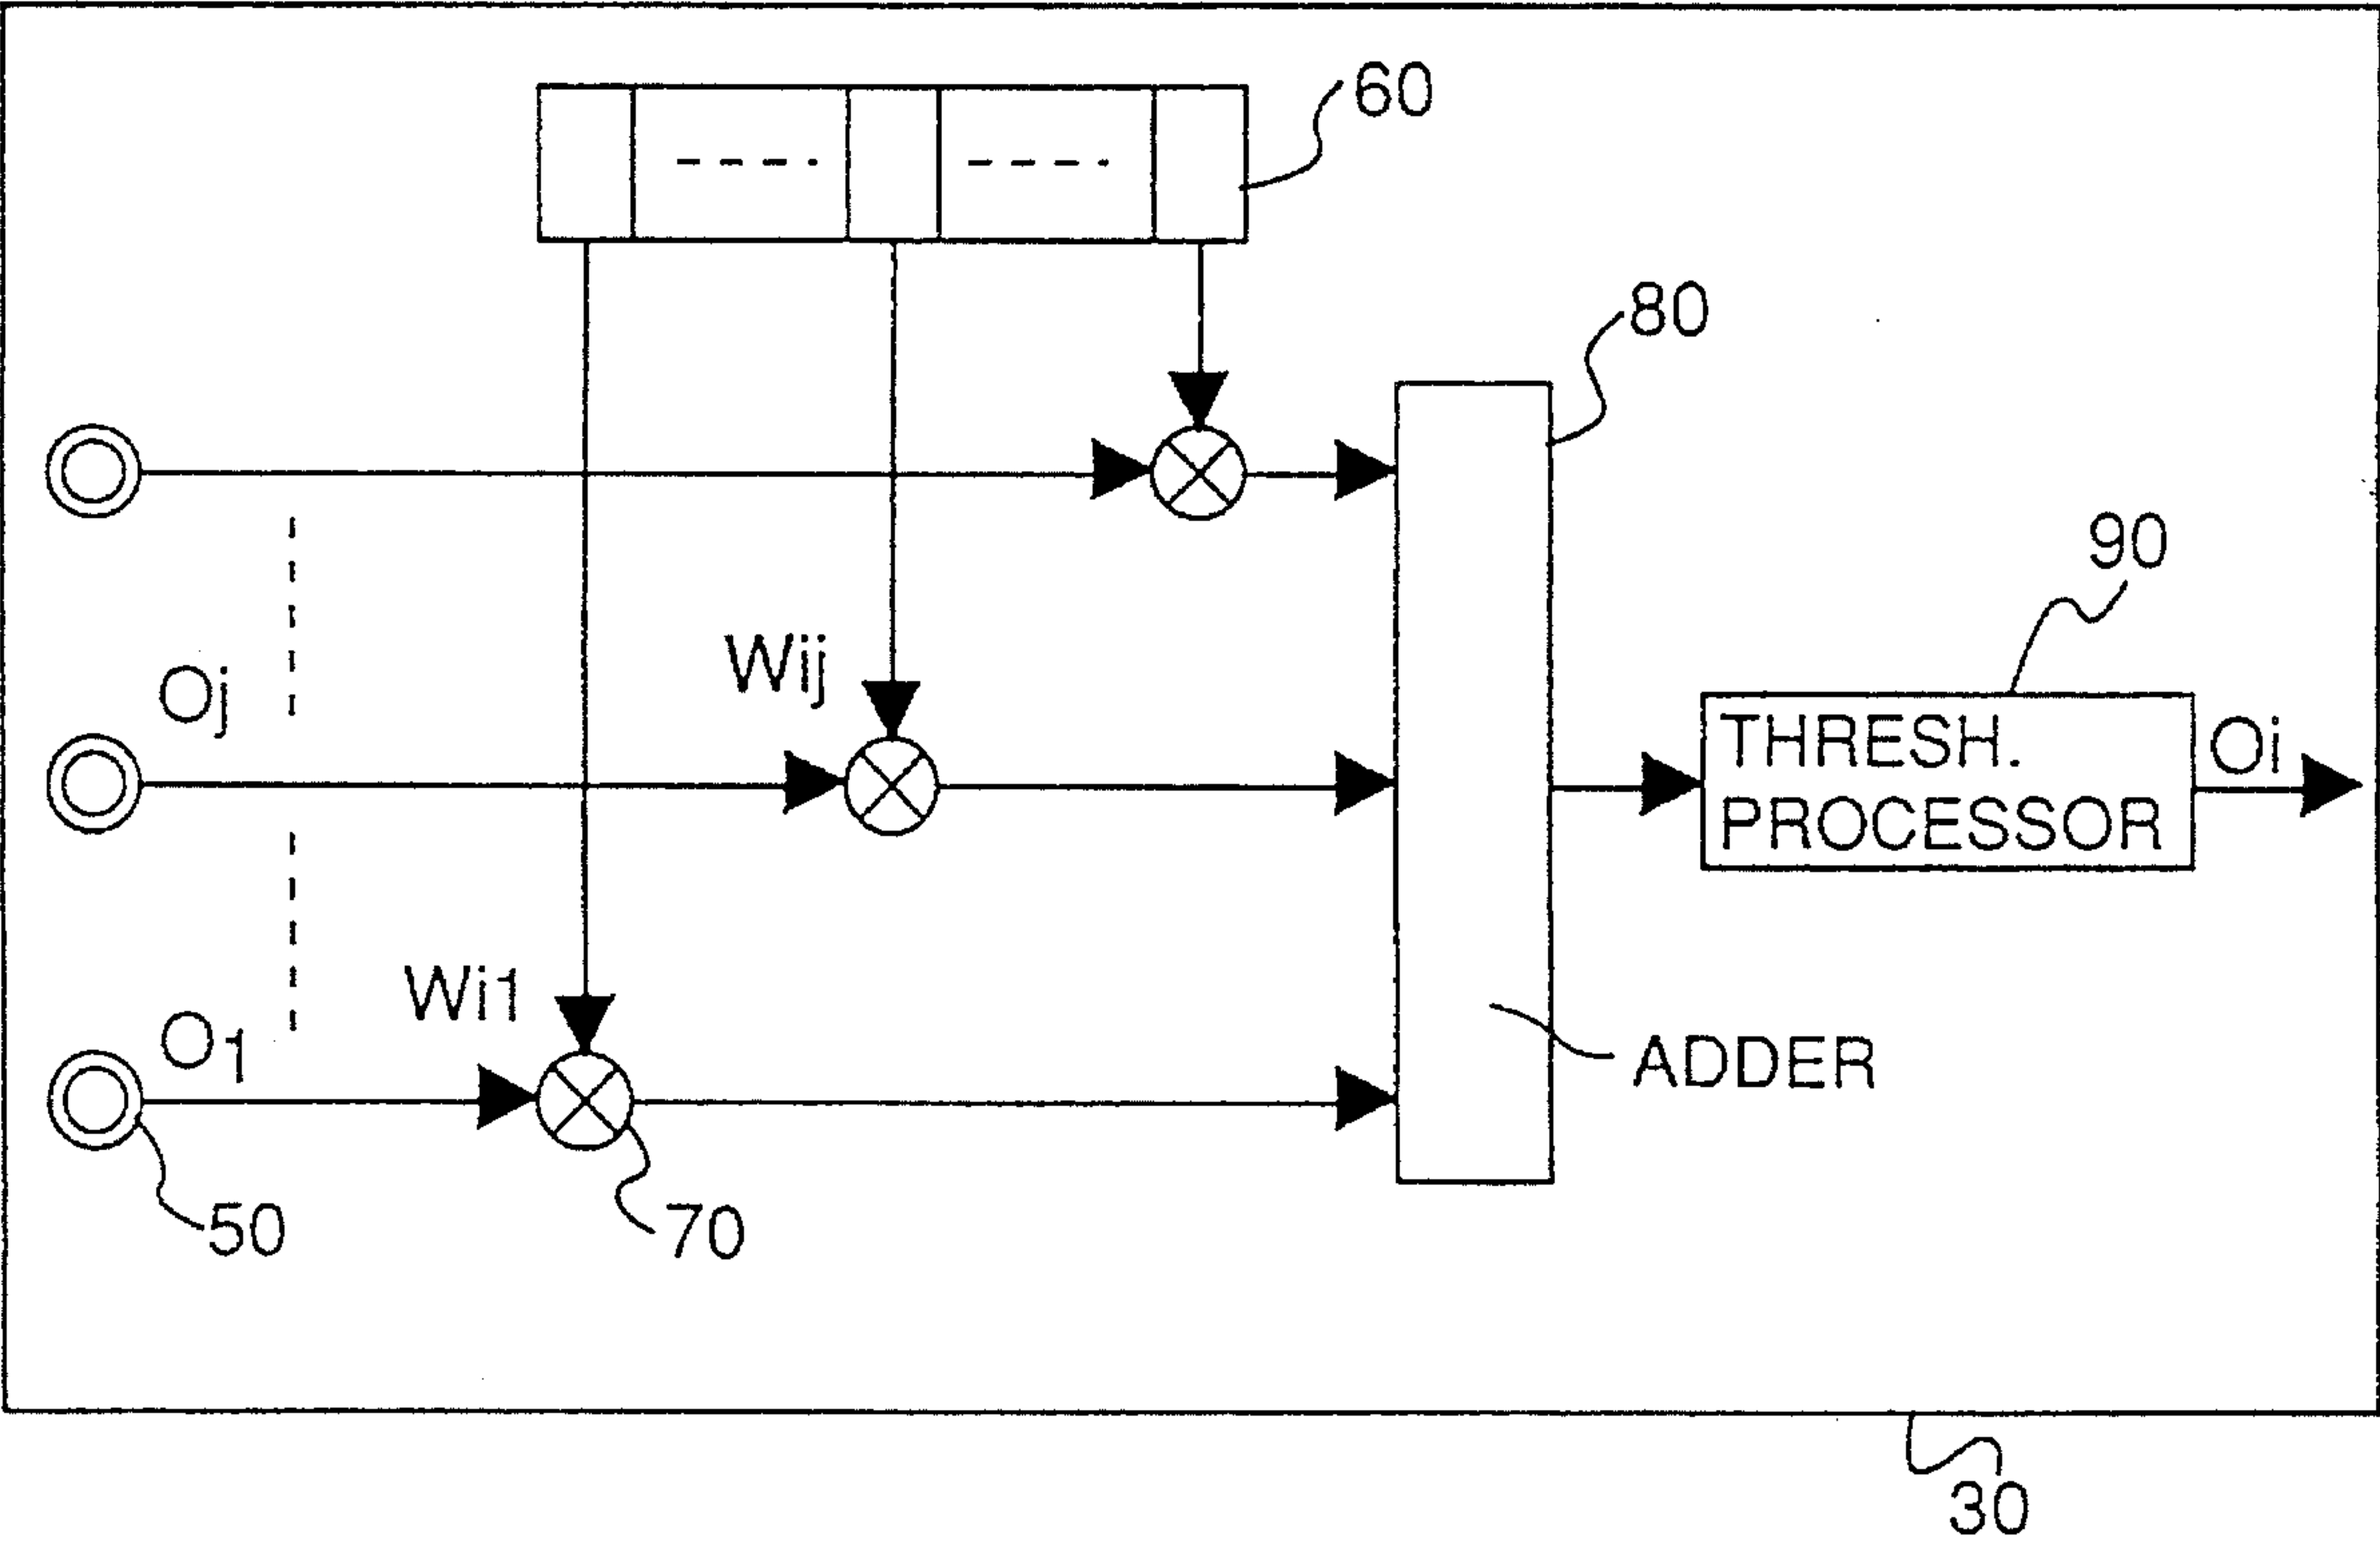 60
80
90
Oj
Wij
THRESH.
PROCESSOR
Oi
O1
Wi1
ADDER
50
70
30